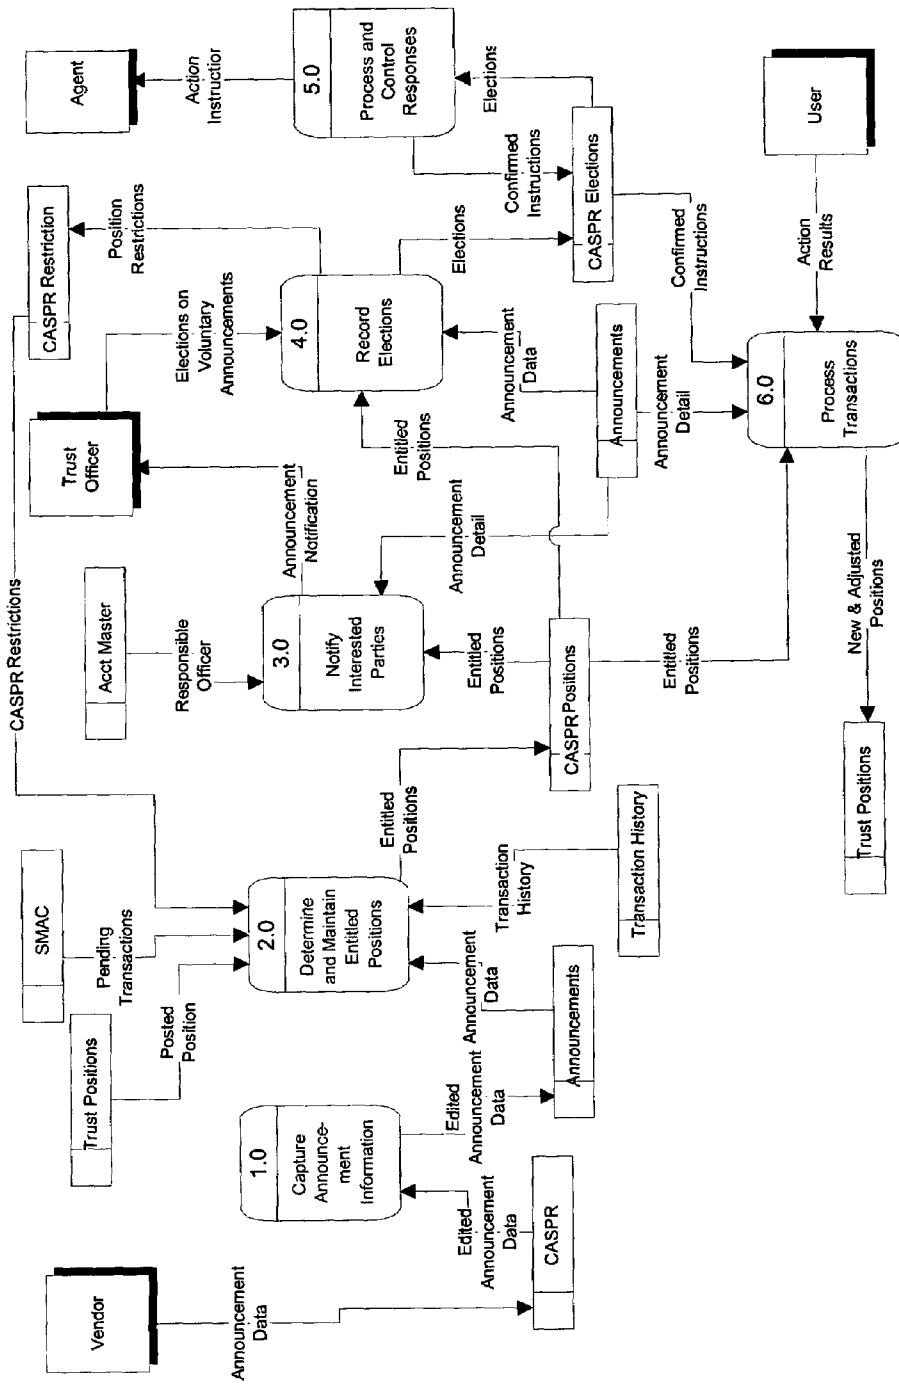 Vendor
Announcement
Data
CASPR
Edited
Announcement
Data
1.0
Capture
Announce-
ment
Information
Edited
Announcement
Data
Announcements
Announcement
Data
Trust Positions
Posted
Position
SMAC
Pending
Transactions
CASPR Restrictions
2.0
Determine
and Maintain
Entitled
Positions
Transaction
History
Transaction History
Entitled
Positions
CASPR Positions
Acct Master
Responsible
Officer
3.0
Notify
Interested
Parties
Entitled
Positions
Announcement
Notification
Announcement
Detail
Trust
Officer
Elections on
Voluntary
Announcements
Entitled
Positions
4.0
Record
Elections
Announcement
Data
Announcements
Announcement
Detail
CASPR Restriction
Position
Restrictions
Elections
CASPR Elections
Confirmed
Instructions
Elections
5.0
Process and
Control
Responses
Action
Instruction
Agent
Confirmed
Instructions
User
Action
Results
6.0
Process
Transactions
Entitled
Positions
New & Adjusted
Positions
Trust Positions